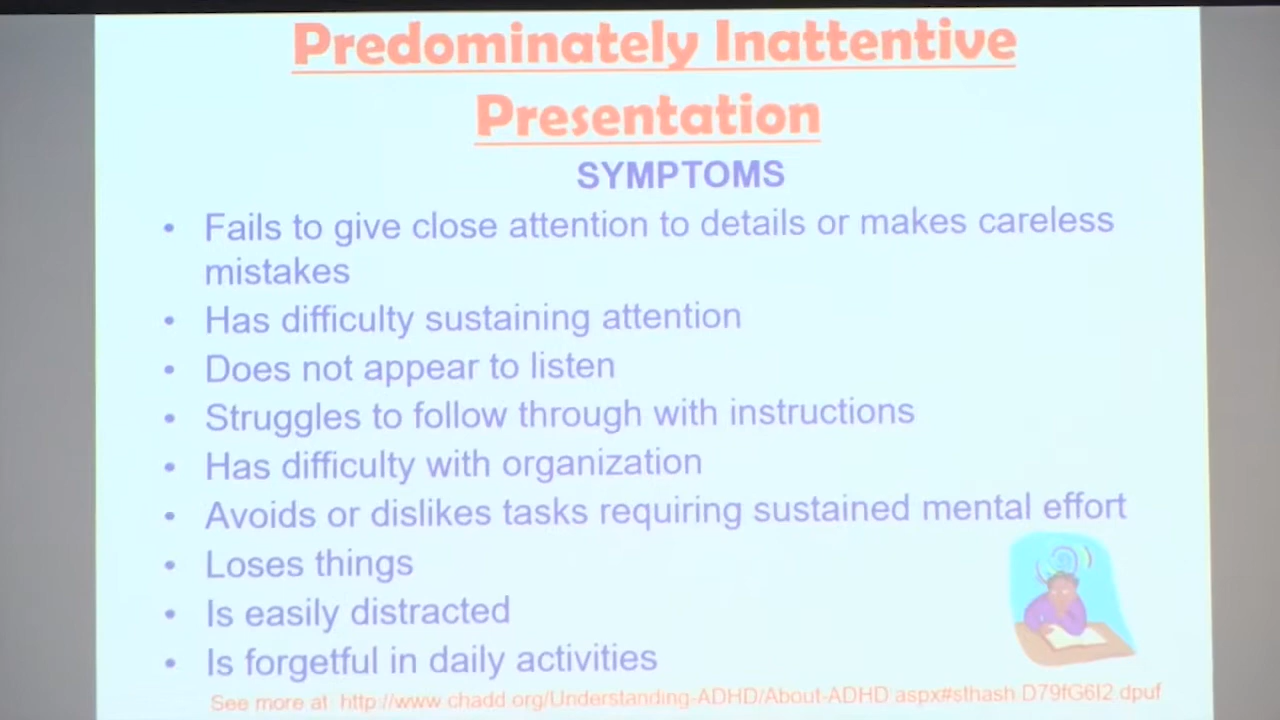 Predominately Inattentive
Presentation
SYMPTOMS
• Fails to give close attention to details or makes careless
mistakes
• Has difficulty sustaining attention
• Does not appear to listen
• Struggles to follow through with instructions
• Has difficulty with organization
• Avoids or dislikes tasks requiring sustained mental effort
• Loses things
• Is easily distracted
• Is forgetful in daily activities
See more at: http://www.chadd.org/Understanding-ADHD/About-ADHD.aspx#sthash.D79fG6I2.dpuf